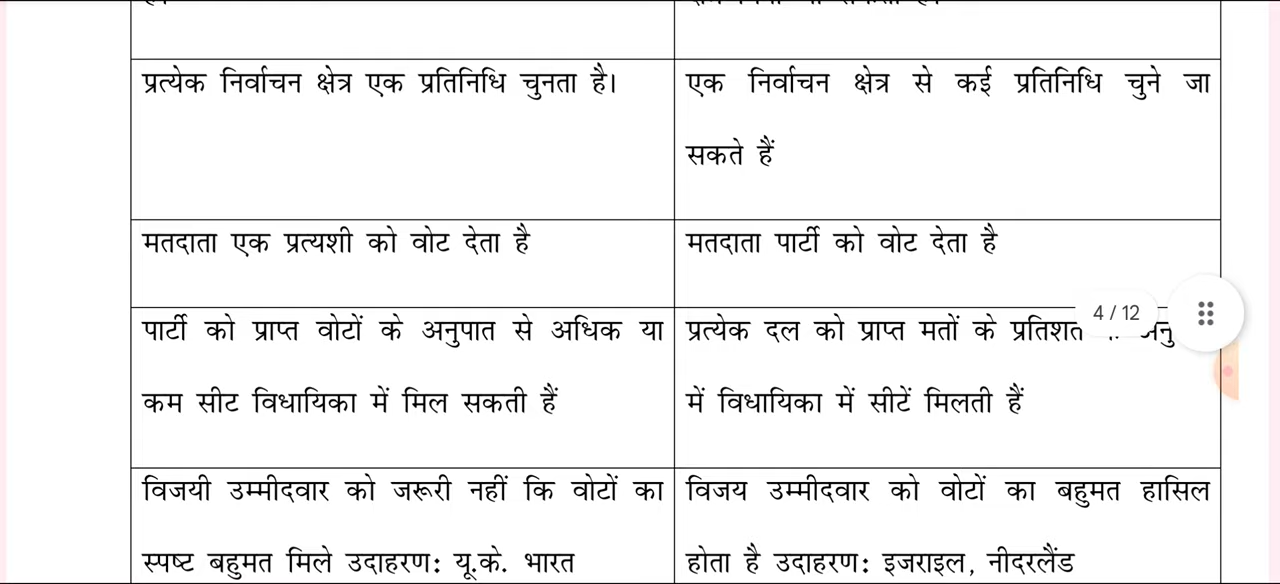 प्रत्येक निर्वाचन क्षेत्र एक प्रतिनिधि चुनता है।
एक निर्वाचन क्षेत्र से कई प्रतिनिधि चुने जा
सकते हैं
मतदाता एक प्रत्यशी को वोट देता है
मतदाता पार्टी को वोट देता है
पार्टी को प्राप्त वोटों के अनुपात से अधिक या
कम सीट विधायिका में मिल सकती हैं
प्रत्येक दल को प्राप्त मतों के प्रतिशत
में विधायिका में सीटें मिलती हैं
4 / 12
विजयी उम्मीदवार को जरूरी नहीं कि वोटों का
स्पष्ट बहुमत मिले उदाहरण: यू.के. भारत
विजय उम्मीदवार को वोटों का बहुमत हासिल
होता है उदाहरण: इजराइल, नीदरलैंड